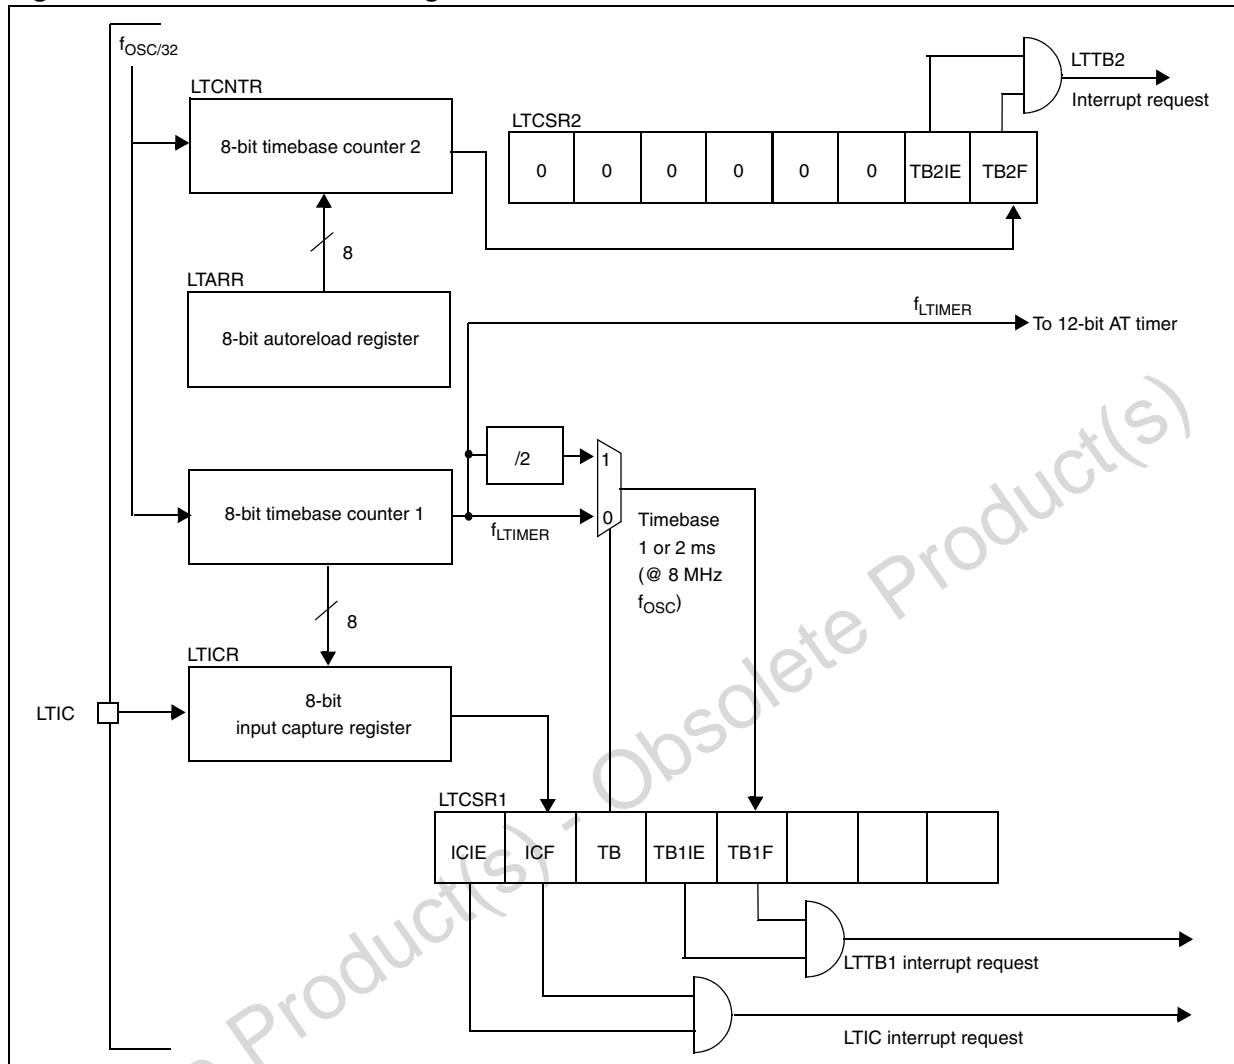 fOSC/32
LTCNTR
8-bit timebase counter 2
LTTB2
Interrupt request
LTCSR2
0 0 0 0 0 0 TB2IE TB2F
8
LTARR
8-bit autoreload register
fLTIMER
To 12-bit AT timer
/2
1
8-bit timebase counter 1
fLTIMER
0
Timebase
1 or 2 ms
(@ 8 MHz
fOSC)
8
LTICR
LTIC
8-bit
input capture register
LTCSR1
ICIE ICF TB TB1IE TB1F
LTTB1 interrupt request
LTIC interrupt request
Product(s) - Obsolete Product(s)